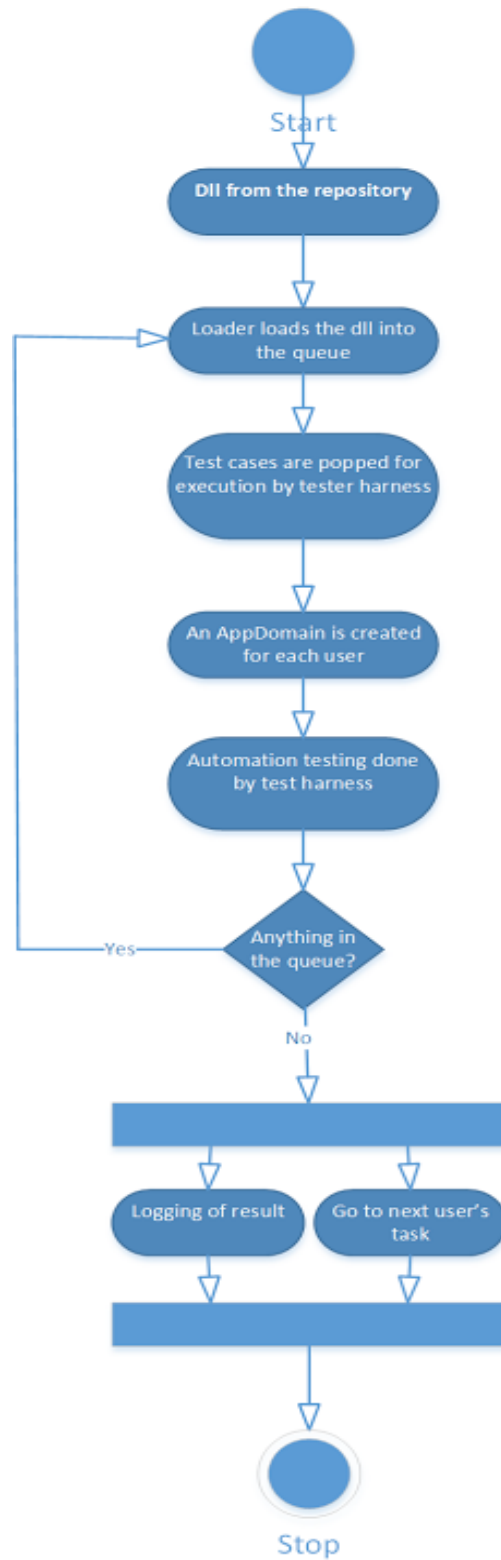 Start
Dll from the repository
Loader loads the dll into
the queue
Test cases are popped for
execution by tester harness
An AppDomain is created
for each user
Automation testing done
by test harness
Anything in
the queue?
Yes
No
Logging of result
Go to next user's
task
Stop